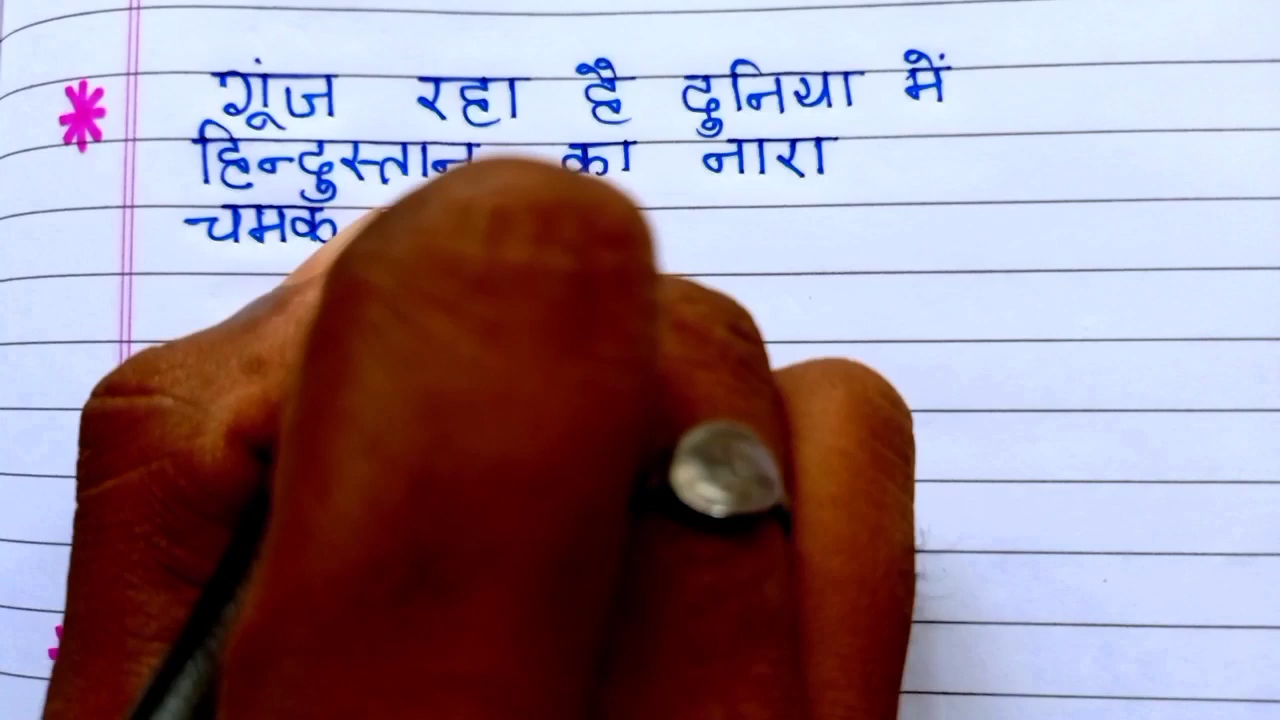 गूंज रहा है दुनिया में
हिन्दुस्तान का नारा
चमक